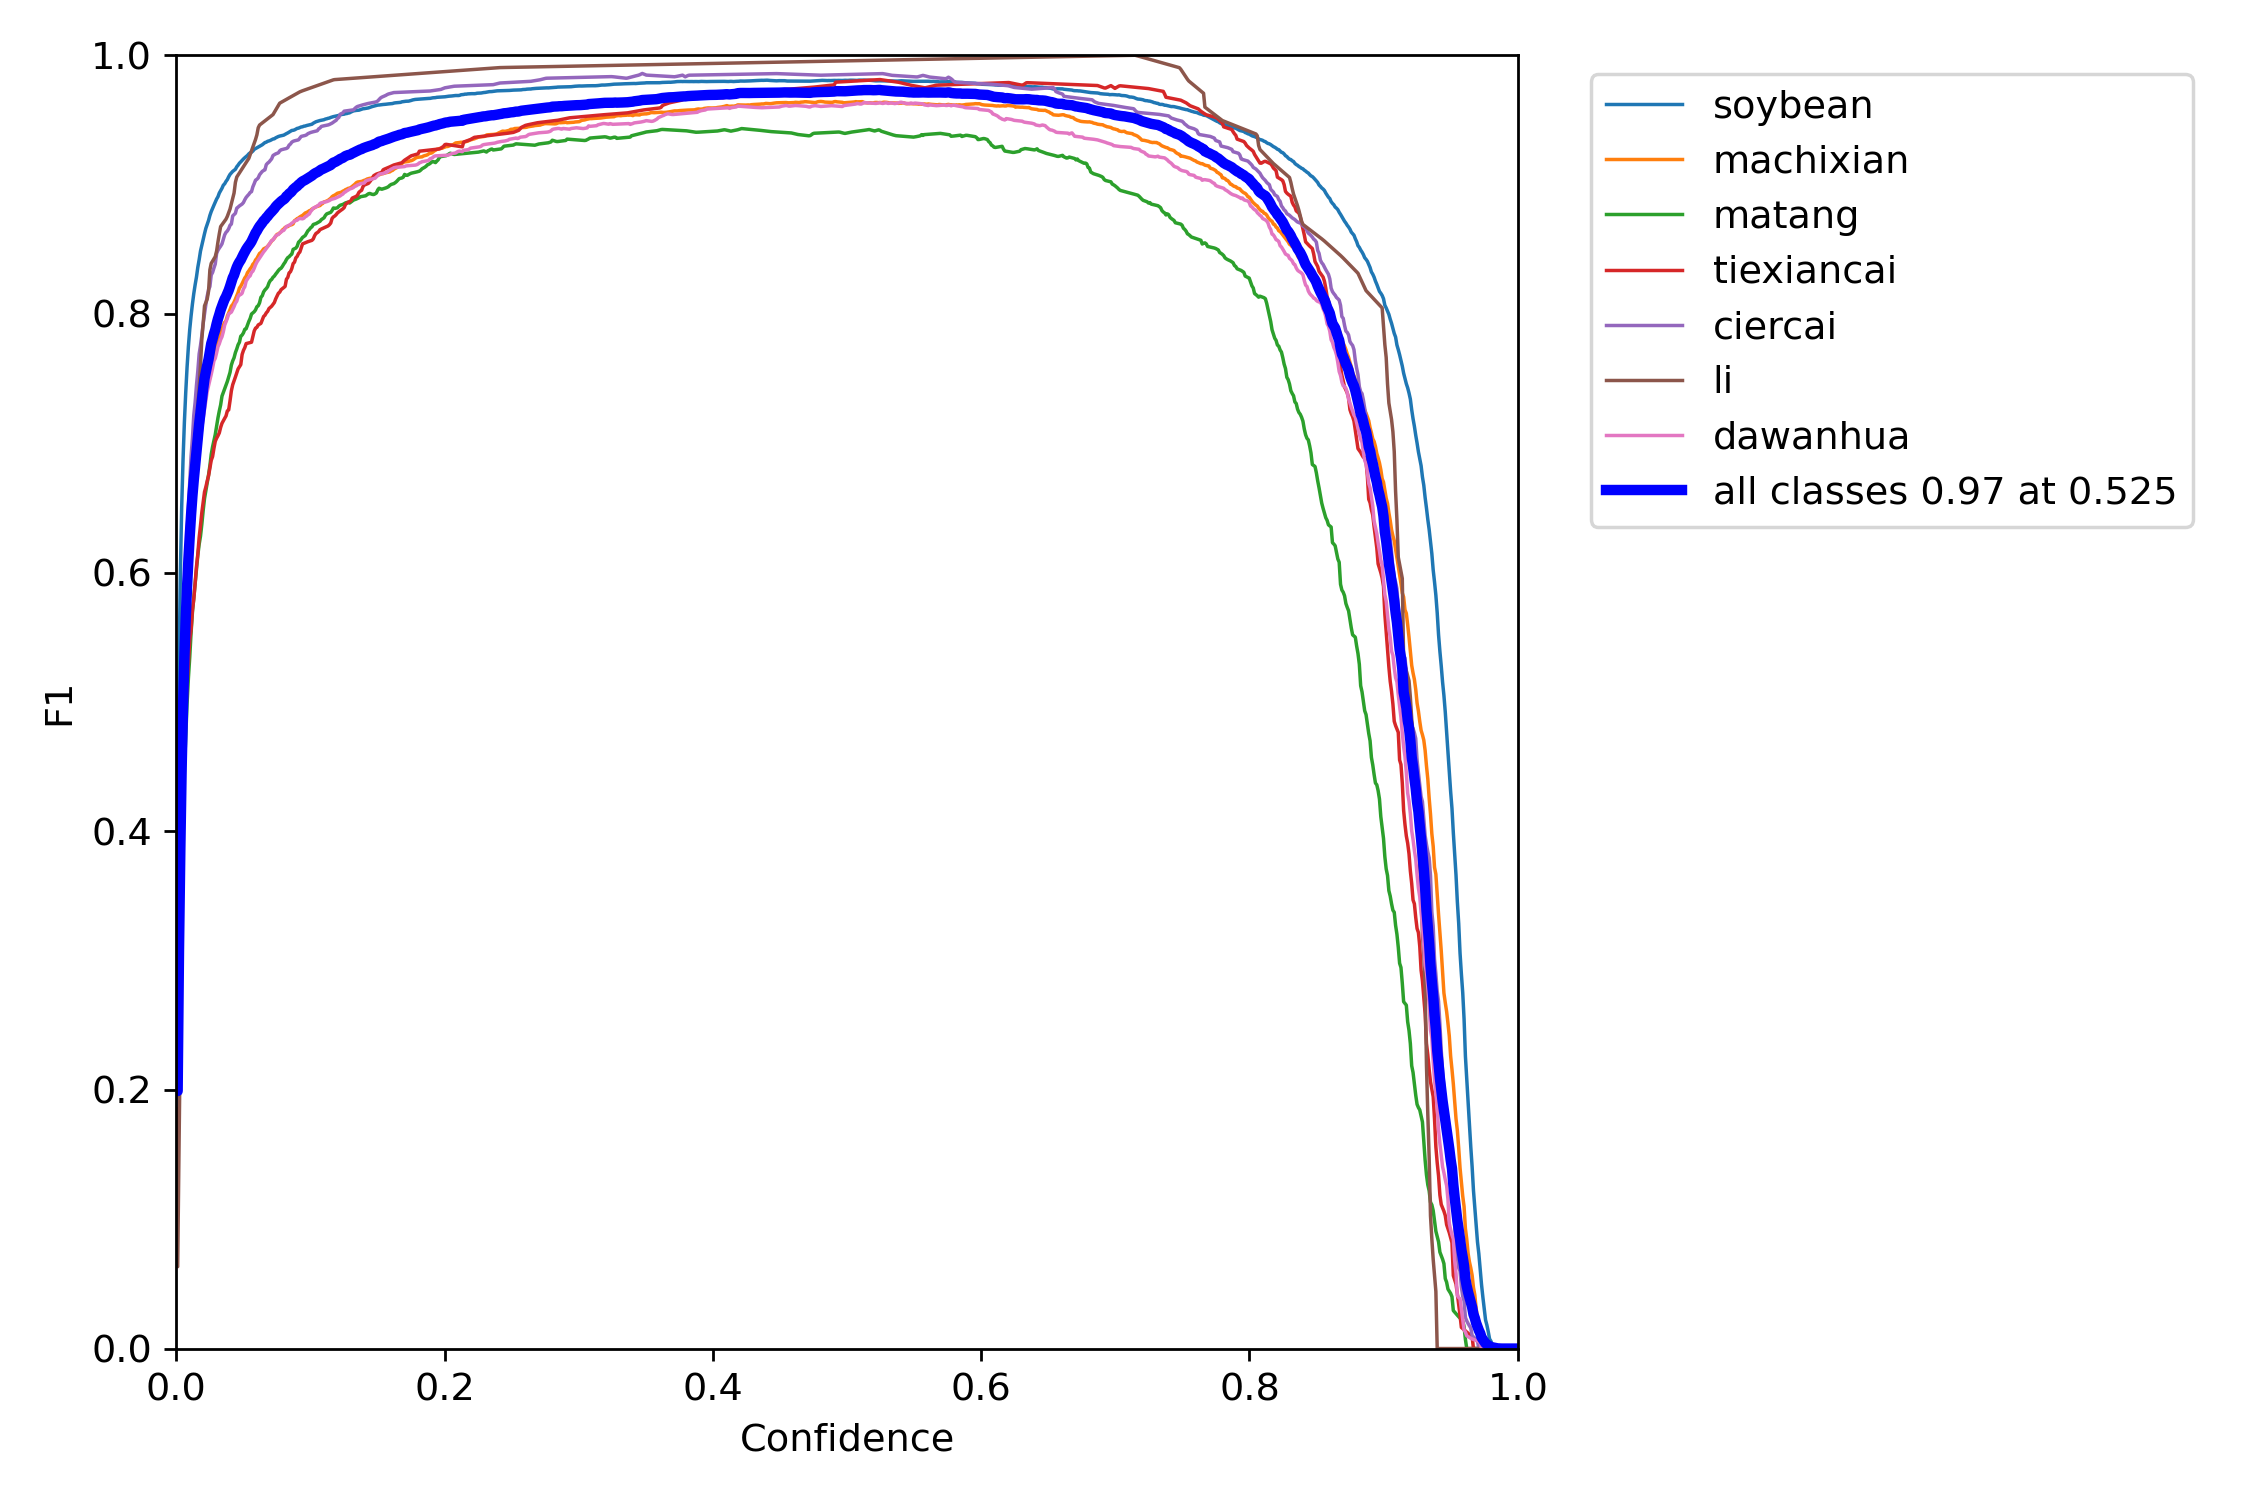 1.0
0.8
0.6
0.4
0.2
0.0
F1
0.0 0.2 0.4 0.6 0.8 1.0
Confidence
soybean
machixian
matang
tiexiancai
ciercai
li
dawanhua
all classes 0.97 at 0.525